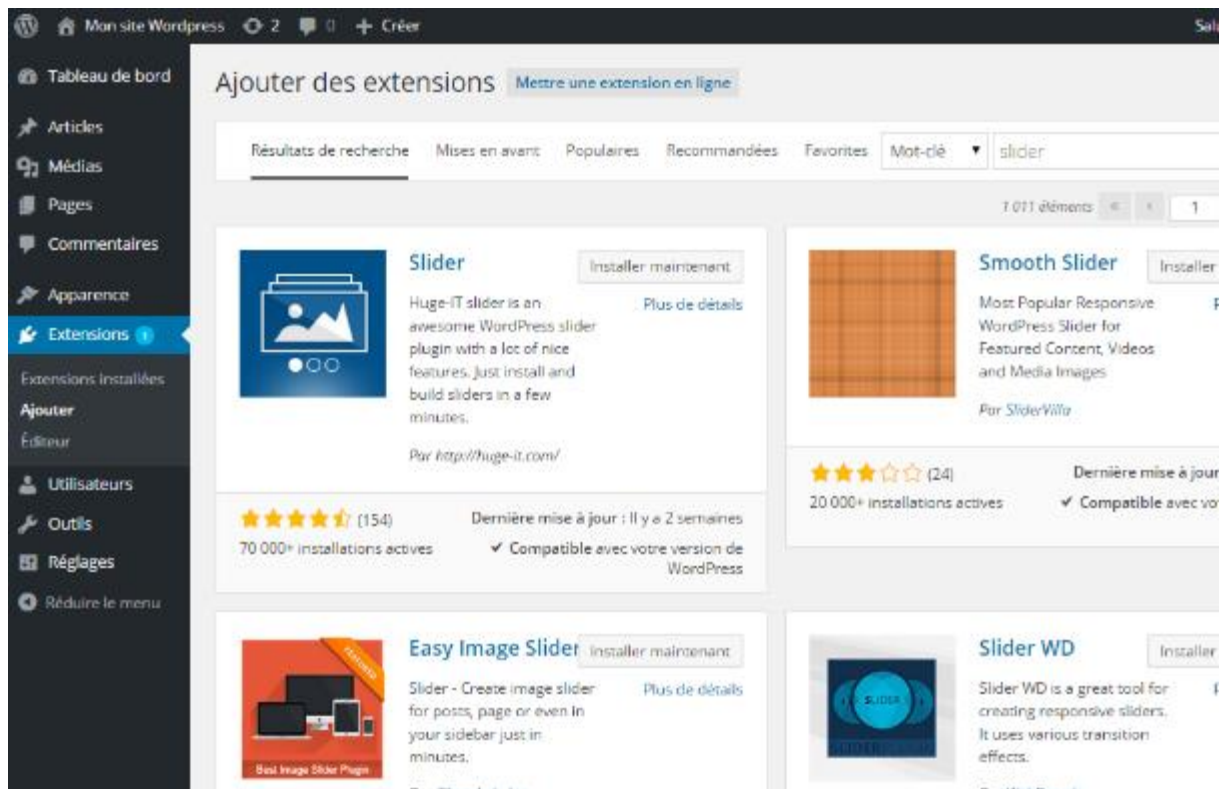 Mon site Wordpress 2 0 + Créer
Tableau de bord
Articles
Médias
Pages
Commentaires
Apparence
Extensions 1
Extensions installées
Ajouter
Éditeur
Utilisateurs
Outils
Réglages
Réduire le menu
Ajouter des extensions Mettre une extension en ligne
Résultats de recherche Mises en avant Populaires Recommandées Favorites Mot-clé slider
1 011 éléments « ‹ 1
Slider
Installer maintenant
Plus de détails
Huge-IT slider is an
awesome WordPress slider
plugin with a lot of nice
features. Just install and
build sliders in a few
minutes.
Par http://huge-it.com/
(154)
Dernière mise à jour : Il y a 2 semaines
70 000+ installations actives
✔ Compatible avec votre version de
WordPress
Smooth Slider
Installer
Most Popular Responsive
WordPress Slider for
Featured Content, Videos
and Media Images
Par SliderVilla
(24)
Dernière mise à jour
20 000+ installations actives
✔ Compatible avec
FEATURED
Best Image Slider Plugin
Easy Image Slider
Installer maintenant
Plus de détails
Slider - Create image slider
for posts, page or even in
your sidebar just in
minutes.
SLIDER
Slider WD
Installer
Slider WD is a great tool for
creating responsive sliders.
It uses various transition
effects.